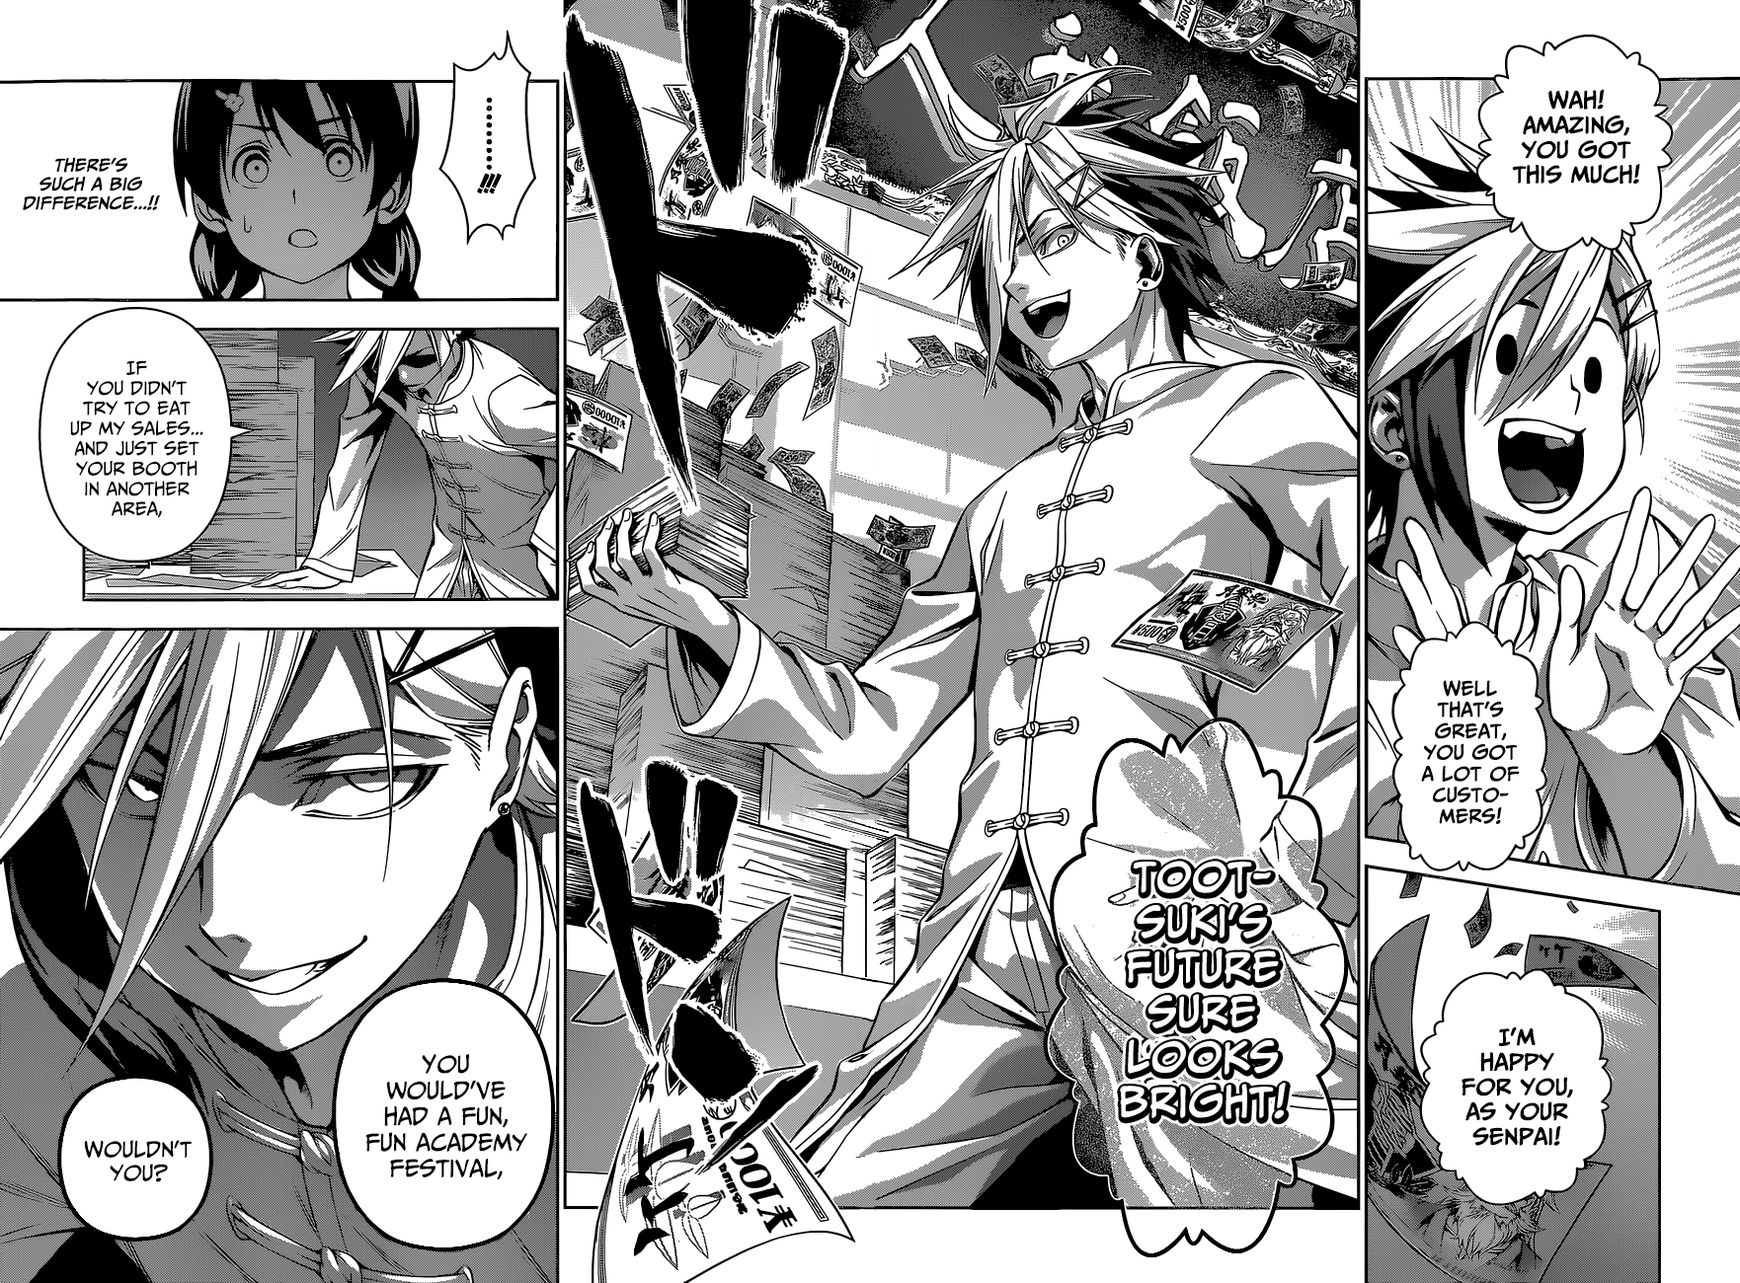 WAH!
AMAZING,
YOU GOT
THIS MUCH!
WELL
THAT'S
GREAT,
YOU GOT
A LOT OF
CUSTO-
MERS!
I'M
HAPPY
FOR YOU,
AS YOUR
SENPAI!
TOOT-
SUKI'S
FUTURE
SURE
LOOKS
BRIGHT!
..........!!!
THERE'S
SUCH A BIG
DIFFERENCE...!!
IF
YOU DIDN'T
TRY TO EAT
UP MY SALES...
AND JUST SET
YOUR BOOTH
IN ANOTHER
AREA,
YOU
WOULD'VE
HAD A FUN,
FUN ACADEMY
FESTIVAL,
WOULDN'T
YOU?